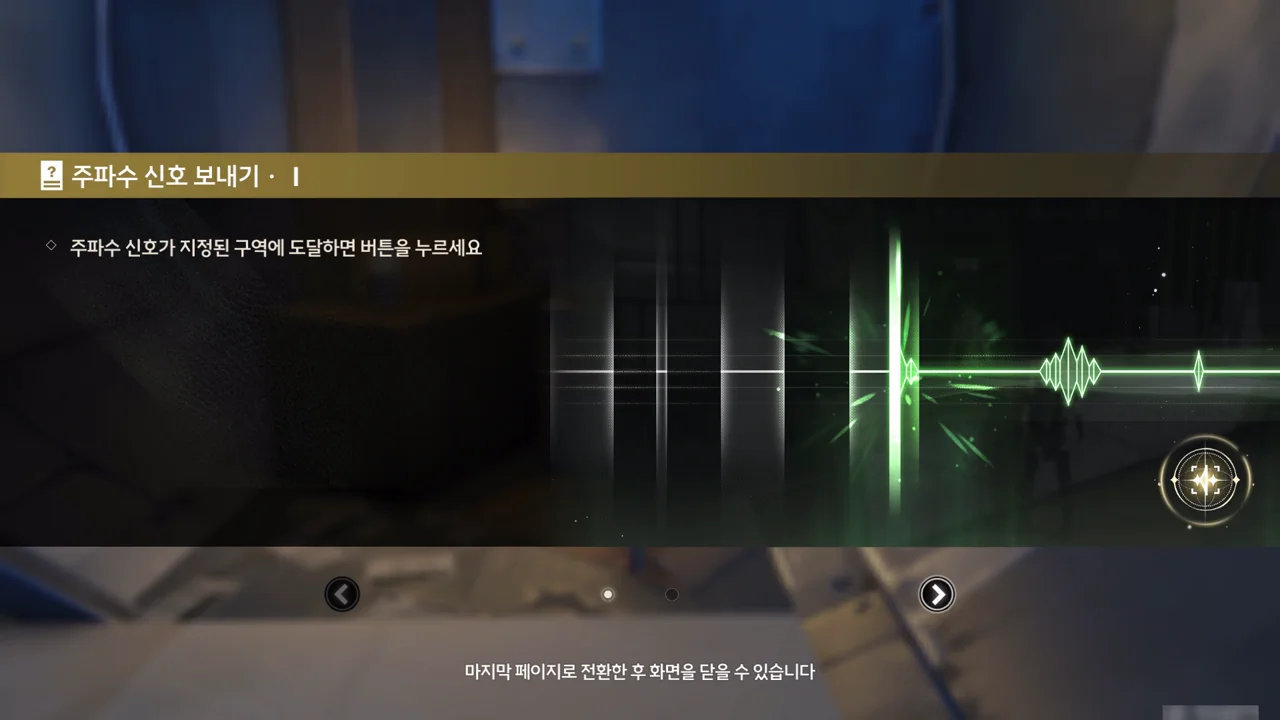 주파수 신호 보내기 · I
주파수 신호가 지정된 구역에 도달하면 버튼을 누르세요
마지막 페이지로 전환한 후 화면을 닫을 수 있습니다